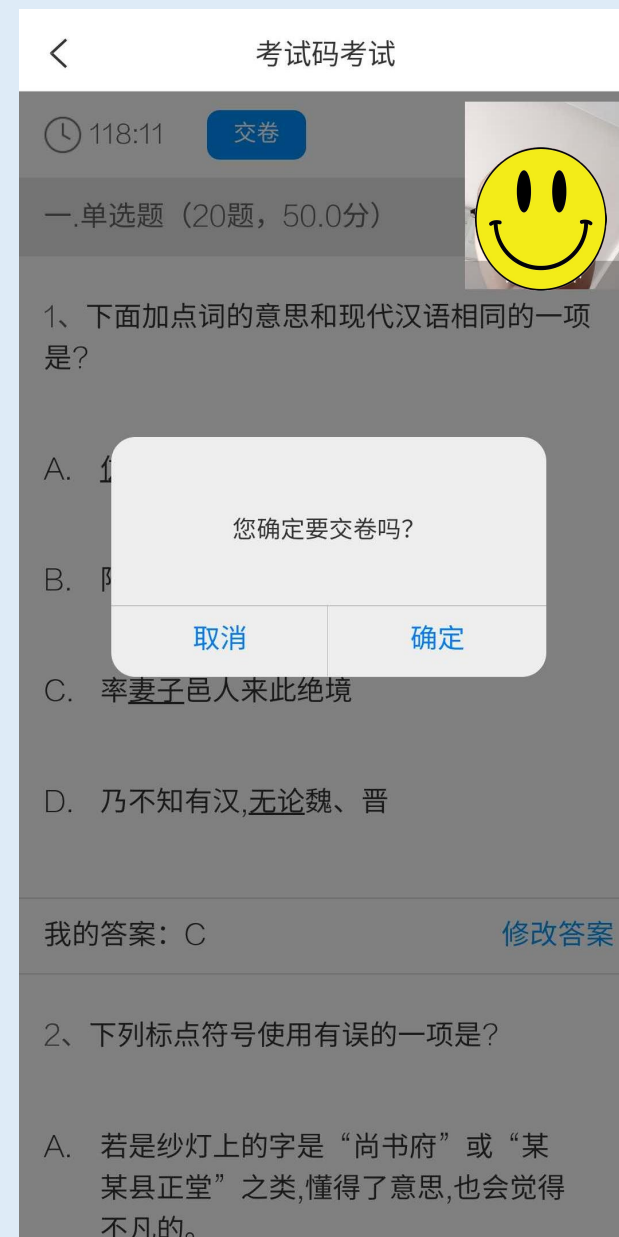 考试码考试
118:11 交卷
一.单选题（20题，50.0分）
1、下面加点词的意思和现代汉语相同的一项
是?
A.
您确定要交卷吗?
B.
取消 确定
C. 率妻子邑人来此绝境
D. 乃不知有汉,无论魏、晋
我的答案：C 修改答案
2、下列标点符号使用有误的一项是?
A. 若是纱灯上的字是“尚书府”或“某
某县正堂”之类,懂得了意思,也会觉得
不凡的。